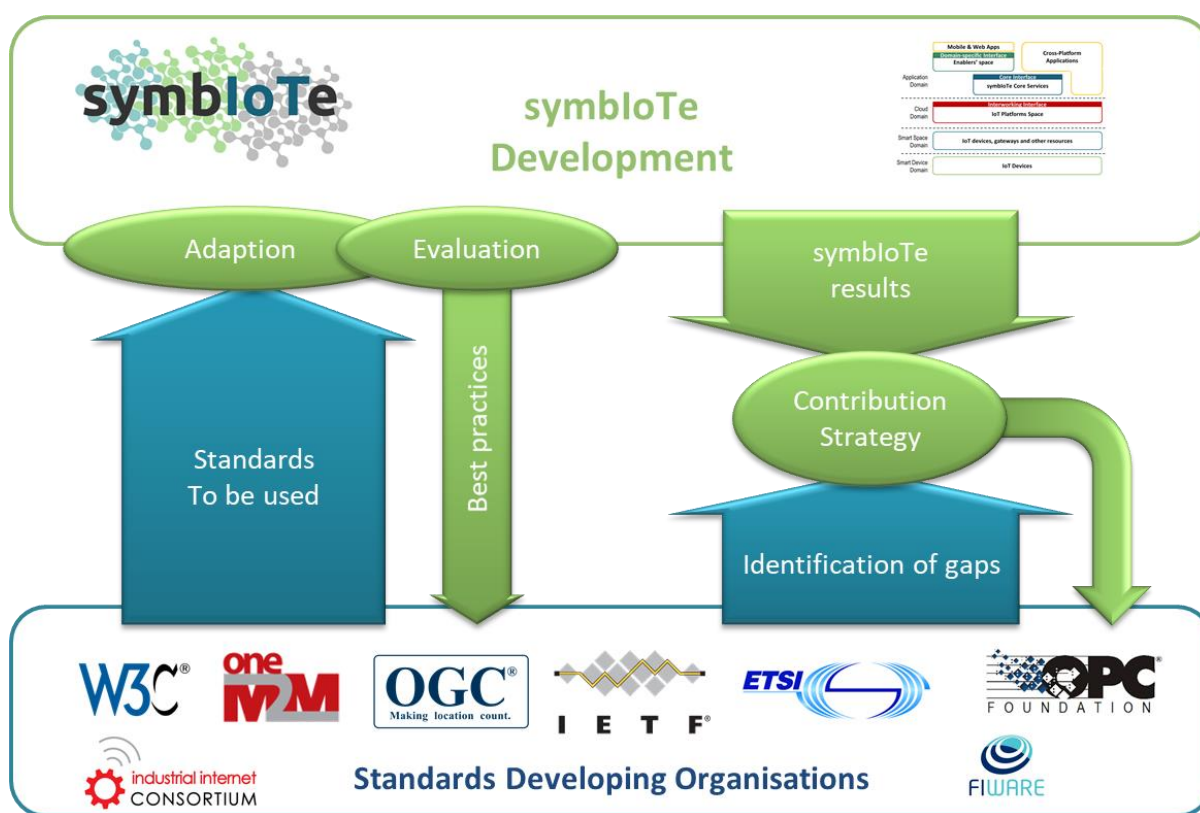 symbIoTe
symbIoTe
Development
Mobile & Web Apps
Domain-specific Interface
Enablers' space
Cross-Platform
Applications
Application
Domain
Core Interface
symbIoTe Core Services
Cloud
Domain
Interworking Interface
IoT Platforms Space
Smart Space
Domain
IoT devices, gateways and other resources
Smart Device
Domain
IoT Devices
Adaption
Evaluation
symbIoTe
results
Best practices
Contribution
Strategy
Standards
To be used
Identification of gaps
W3C®
one
M2M
OGC®
Making location count.
I E T F®
ETSI
OPC®
FOUNDATION
industrial internet
CONSORTIUM
Standards Developing Organisations
FIWARE